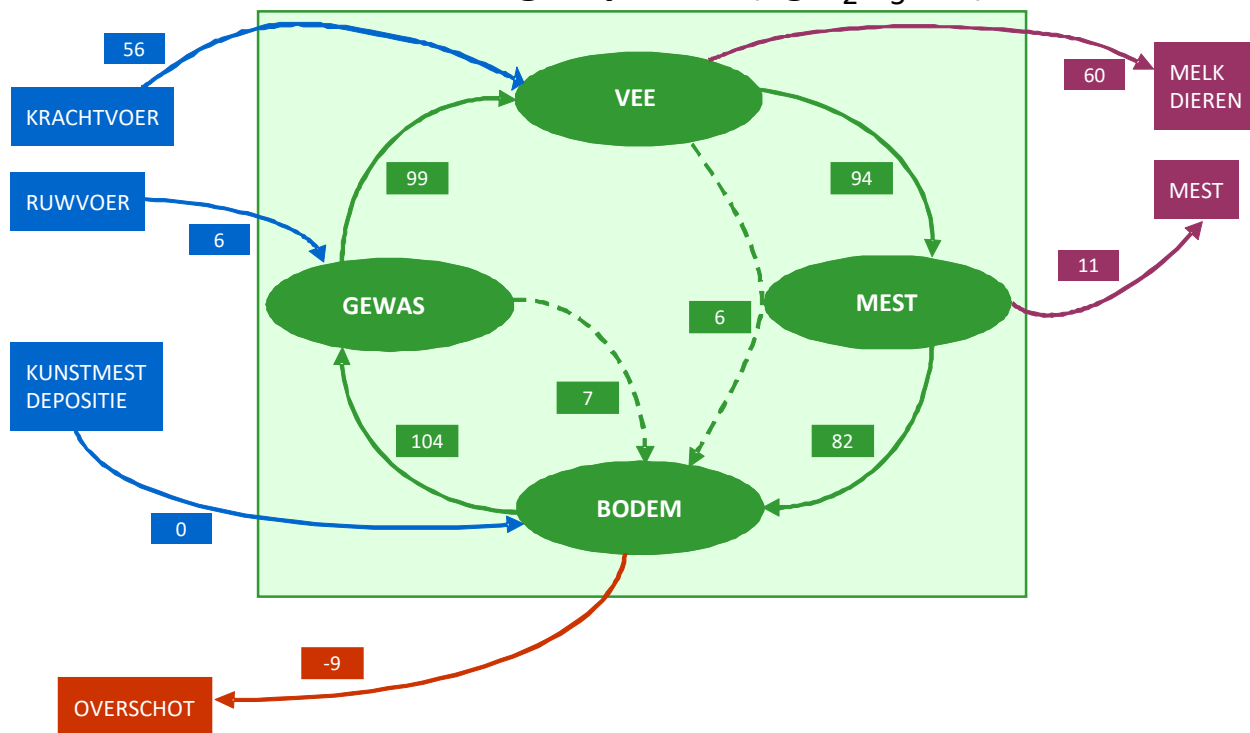 56
KRACHTVOER
RUWVOER
6
KUNSTMEST
DEPOSITIE
0
VEE
99
94
GEWAS
6
MEST
7
104
82
BODEM
60
MELK
DIEREN
MEST
11
-9
OVERSCHOT